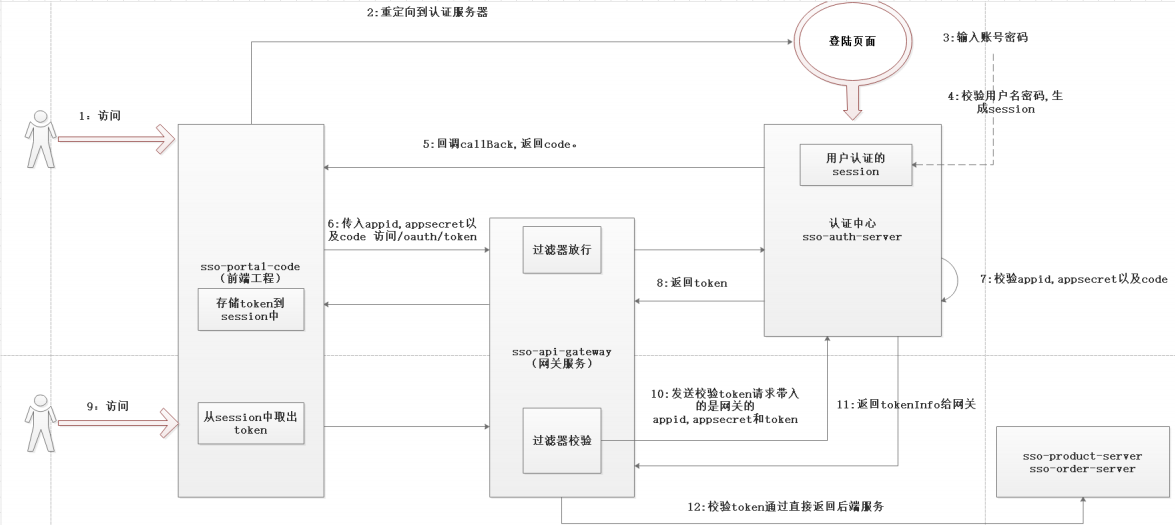 2:重定向到认证服务器
登陆页面
3:输入账号密码
1: 访问
4:校验用户名密码,生
成session
5:回调callBack,返回code。
用户认证的
session
认证中心
sso-auth-server
6:传入appid,appsecret以
及code 访问/oauth/token
过滤器放行
sso-portal-code
(前端工程)
存储token到
session中
8:返回token
7:校验appid,appsecret以及code
sso-api-gateway
(网关服务)
9: 访问
从session中取出
token
过滤器校验
10:发送校验token请求带入
的是网关的
appid,appsecret和token
11:返回tokenInfo给网关
sso-product-server
sso-order-server
12:校验token通过直接返回后端服务